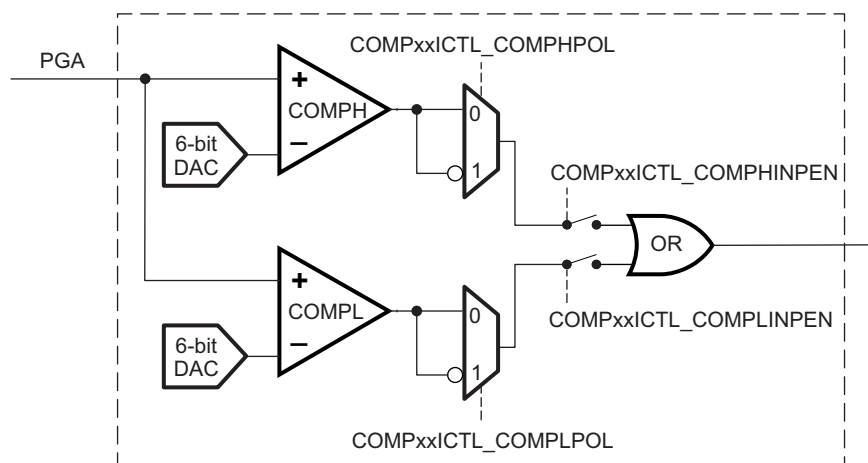 COMPxxICTL_COMPHPOL
PGA
+
COMPH
−
0
1
6-bit
DAC
COMPxxICTL_COMPHINPEN
OR
+
COMPL
−
0
1
6-bit
DAC
COMPxxICTL_COMPLINPEN
COMPxxICTL_COMPLPOL